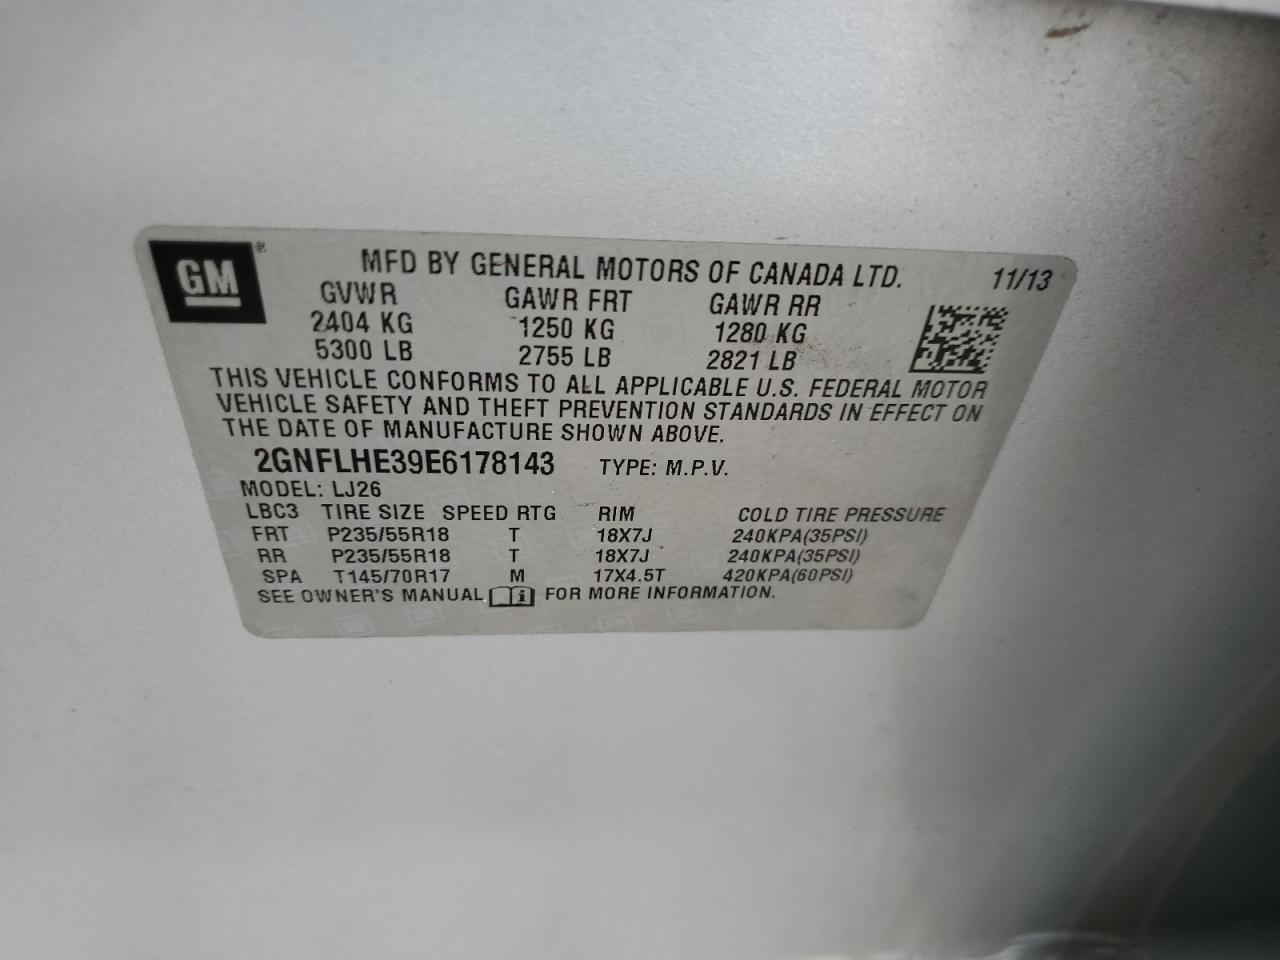 GM®
MFD BY GENERAL MOTORS OF CANADA LTD. 11/13
GVWR GAWR FRT GAWR RR
2404 KG 1250 KG 1280 KG
5300 LB 2755 LB 2821 LB
THIS VEHICLE CONFORMS TO ALL APPLICABLE U.S. FEDERAL MOTOR
VEHICLE SAFETY AND THEFT PREVENTION STANDARDS IN EFFECT ON
THE DATE OF MANUFACTURE SHOWN ABOVE.
2GNFLHE39E6178143 TYPE: M.P.V.
MODEL: LJ26
LBC3 TIRE SIZE SPEED RTG RIM COLD TIRE PRESSURE
FRT P235/55R18 T 18X7J 240KPA(35PSI)
RR P235/55R18 T 18X7J 240KPA(35PSI)
SPA T145/70R17 M 17X4.5T 420KPA(60PSI)
SEE OWNER'S MANUAL i FOR MORE INFORMATION.